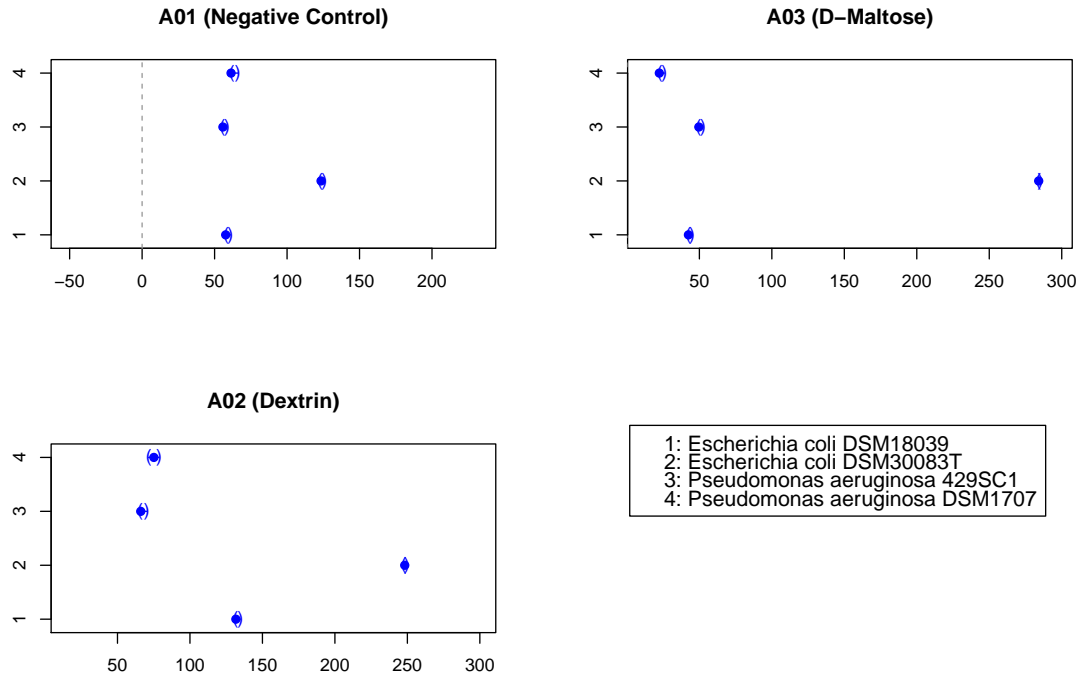 A01 (Negative Control)
4
3
2
1
−50 0 50 100 150 200
A03 (D−Maltose)
4
3
2
1
50 100 150 200 250 300
A02 (Dextrin)
4
3
2
1
50 100 150 200 250 300
1: Escherichia coli DSM18039
2: Escherichia coli DSM30083T
3: Pseudomonas aeruginosa 429SC1
4: Pseudomonas aeruginosa DSM1707